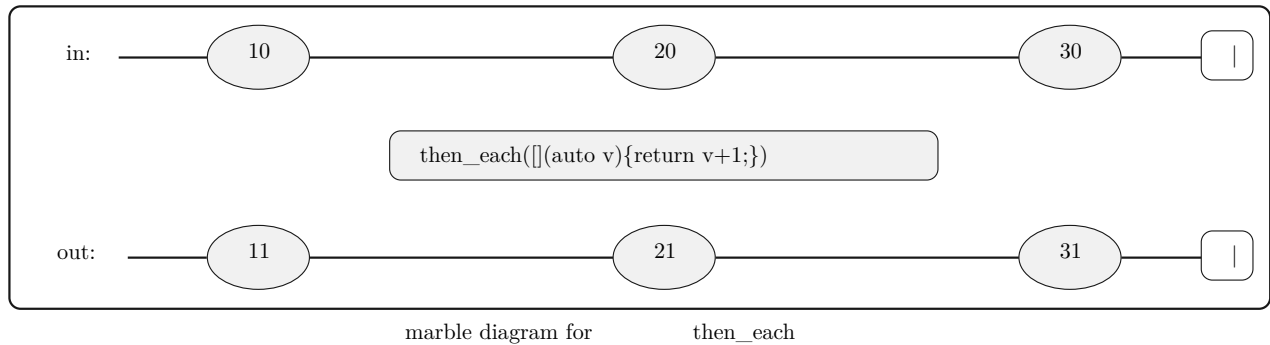 in: 10 20 30 |
then_each([](auto v){return v+1;})
out: 11 21 31 |
marble diagram for then_each